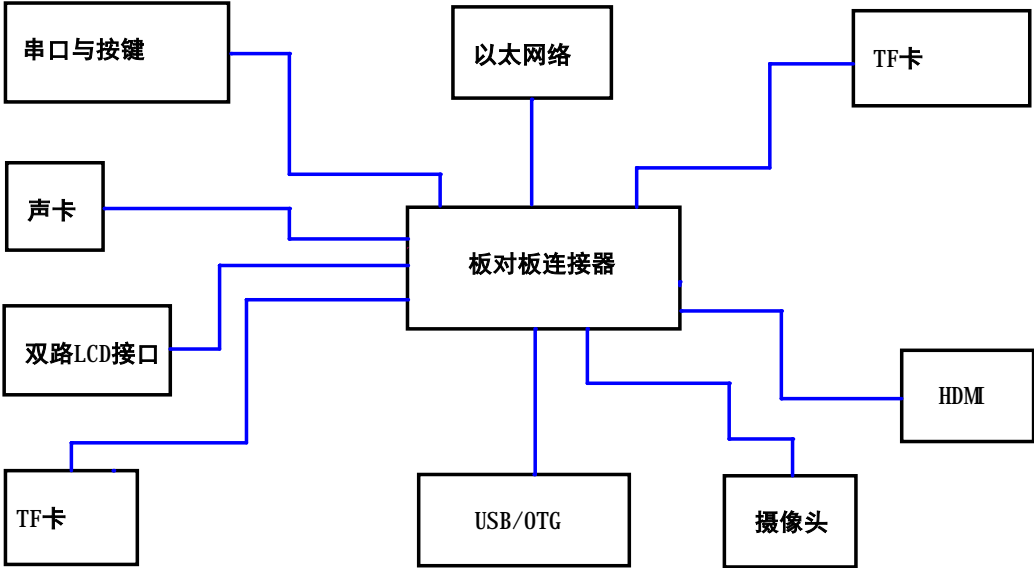 串口与按键
以太网络
TF卡
声卡
板对板连接器
双路LCD接口
HDMI
TF卡
USB/OTG
摄像头